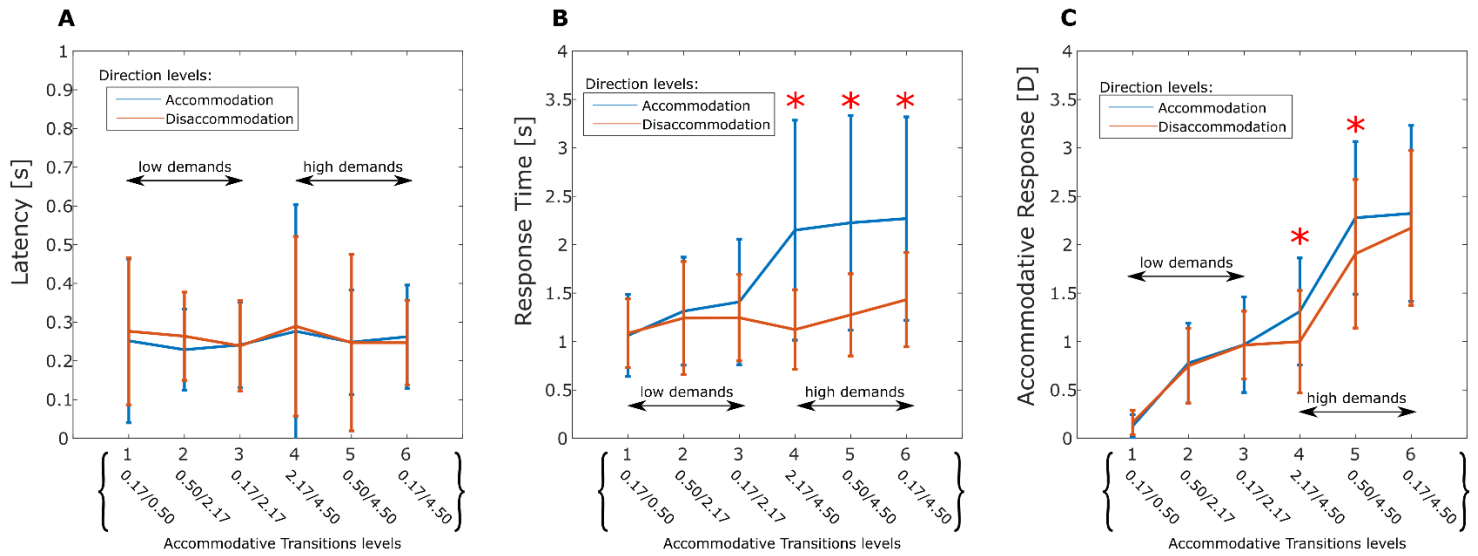 A
Latency [s]
1
0.9
0.8
0.7
0.6
0.5
0.4
0.3
0.2
0.1
0
Direction levels:
Accommodation
Disaccommodation
low demands
high demands
1 2 3 4 5 6
0.17/0.50 0.50/2.17 0.17/2.17 2.17/4.50 0.50/4.50 0.17/4.50
Accommodative Transitions levels
B
Response Time [s]
4
3.5
3
2.5
2
1.5
1
0.5
0
Direction levels:
Accommodation
Disaccommodation
* * *
low demands
high demands
1 2 3 4 5 6
0.17/0.50 0.50/2.17 0.17/2.17 2.17/4.50 0.50/4.50 0.17/4.50
Accommodative Transitions levels
C
Accommodative Response [D]
4
3.5
3
2.5
2
1.5
1
0.5
0
Direction levels:
Accommodation
Disaccommodation
*
*
low demands
high demands
1 2 3 4 5 6
0.17/0.50 0.50/2.17 0.17/2.17 2.17/4.50 0.50/4.50 0.17/4.50
Accommodative Transitions levels